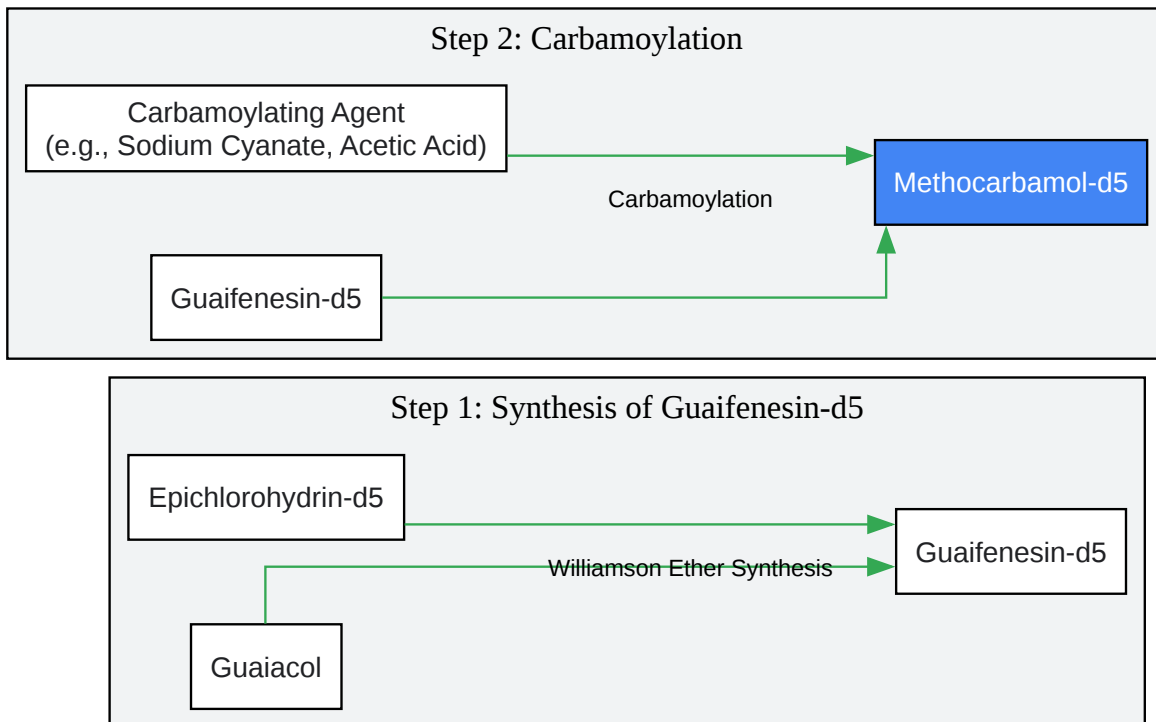 Step 2: Carbamoylation
Carbamoylating Agent
(e.g., Sodium Cyanate, Acetic Acid)
Methocarbamol-d5
Carbamoylation
Guaifenesin-d5
Step 1: Synthesis of Guaifenesin-d5
Epichlorohydrin-d5
Guaifenesin-d5
Williamson Ether Synthesis
Guaiacol